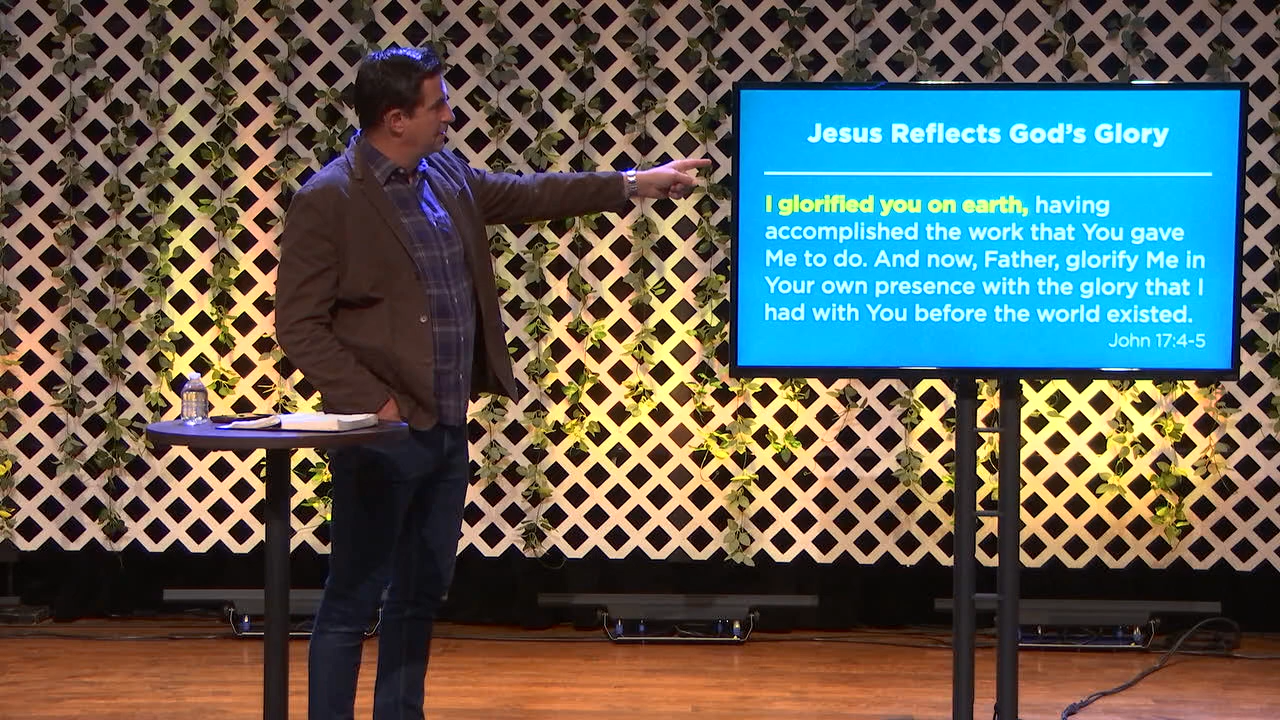 Jesus Reflects God's Glory
I glorified you on earth, having
accomplished the work that You gave
Me to do. And now, Father, glorify Me in
Your own presence with the glory that I
had with You before the world existed.
John 17:4-5